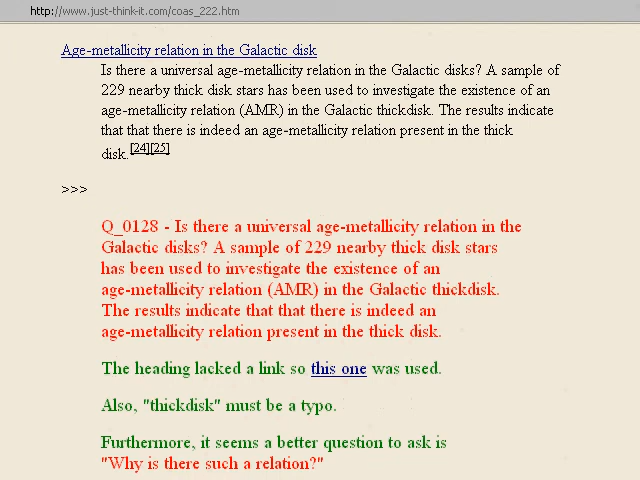 http://www.just-think-it.com/coas_222.htm
Age-metallicity relation in the Galactic disk
Is there a universal age-metallicity relation in the Galactic disks? A sample of
229 nearby thick disk stars has been used to investigate the existence of an
age-metallicity relation (AMR) in the Galactic thickdisk. The results indicate
that that there is indeed an age-metallicity relation present in the thick
disk.[24][25]
>>>
Q_0128 - Is there a universal age-metallicity relation in the
Galactic disks? A sample of 229 nearby thick disk stars
has been used to investigate the existence of an
age-metallicity relation (AMR) in the Galactic thickdisk.
The results indicate that that there is indeed an
age-metallicity relation present in the thick disk.
The heading lacked a link so this one was used.
Also, "thickdisk" must be a typo.
Furthermore, it seems a better question to ask is
"Why is there such a relation?"